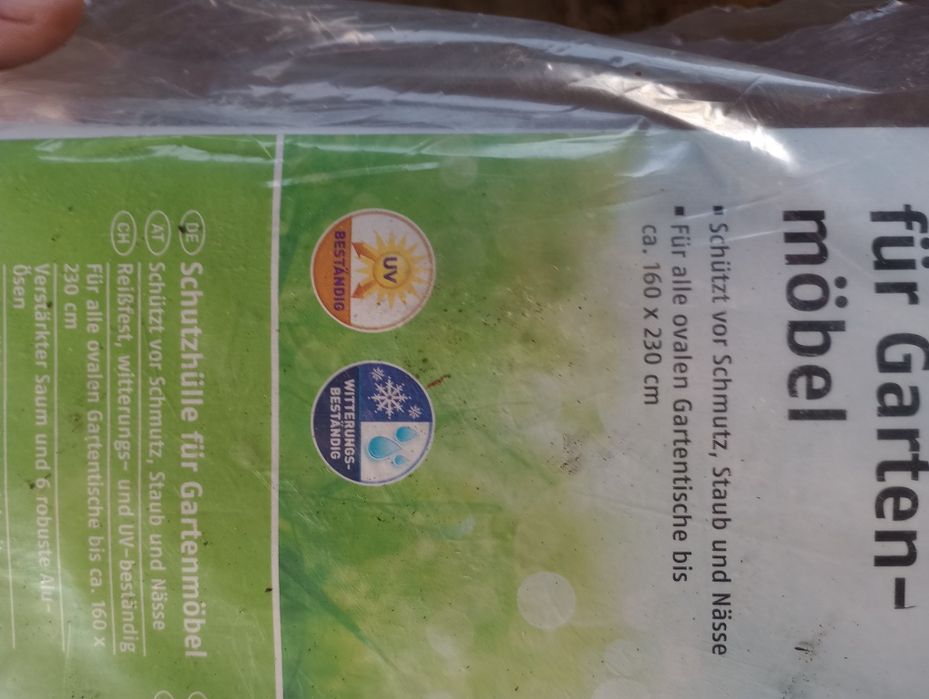 für Garten-
möbel
▪ Schützt vor Schmutz, Staub und Nässe
▪ Für alle ovalen Gartentische bis
ca. 160 x 230 cm
UV
BESTÄNDIG
WITTERUNGS-
BESTÄNDIG
DE Schutzhülle für Gartenmöbel
AT Schützt vor Schmutz, Staub und Nässe
CH Reißfest, witterungs- und UV-beständig
Für alle ovalen Gartentische bis ca. 160 x
230 cm
Verstärkter Saum und 6 robuste Alu-
Ösen